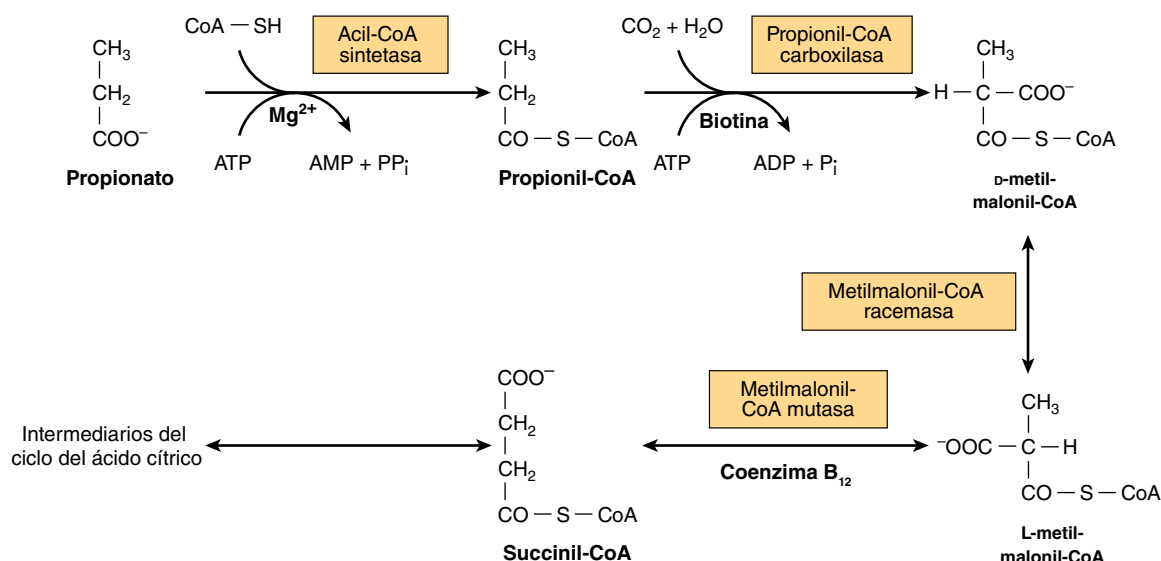 CoA — SH
Acil-CoA
sintetasa
CH₃
CH₂
COO⁻
Propionato
Mg²⁺
ATP
AMP + PPi
CH₃
CH₂
CO — S — CoA
Propionil-CoA
CO₂ + H₂O
Propionil-CoA
carboxilasa
Biotina
ATP
ADP + Pi
CH₃
H — C — COO⁻
CO — S — CoA
D-metil-
malonil-CoA
Metilmalonil-CoA
racemasa
CH₃
⁻OOC — C — H
CO — S — CoA
L-metil-
malonil-CoA
Metilmalonil-
CoA mutasa
Coenzima B₁₂
COO⁻
CH₂
CH₂
CO — S — CoA
Succinil-CoA
Intermediarios del
ciclo del ácido cítrico